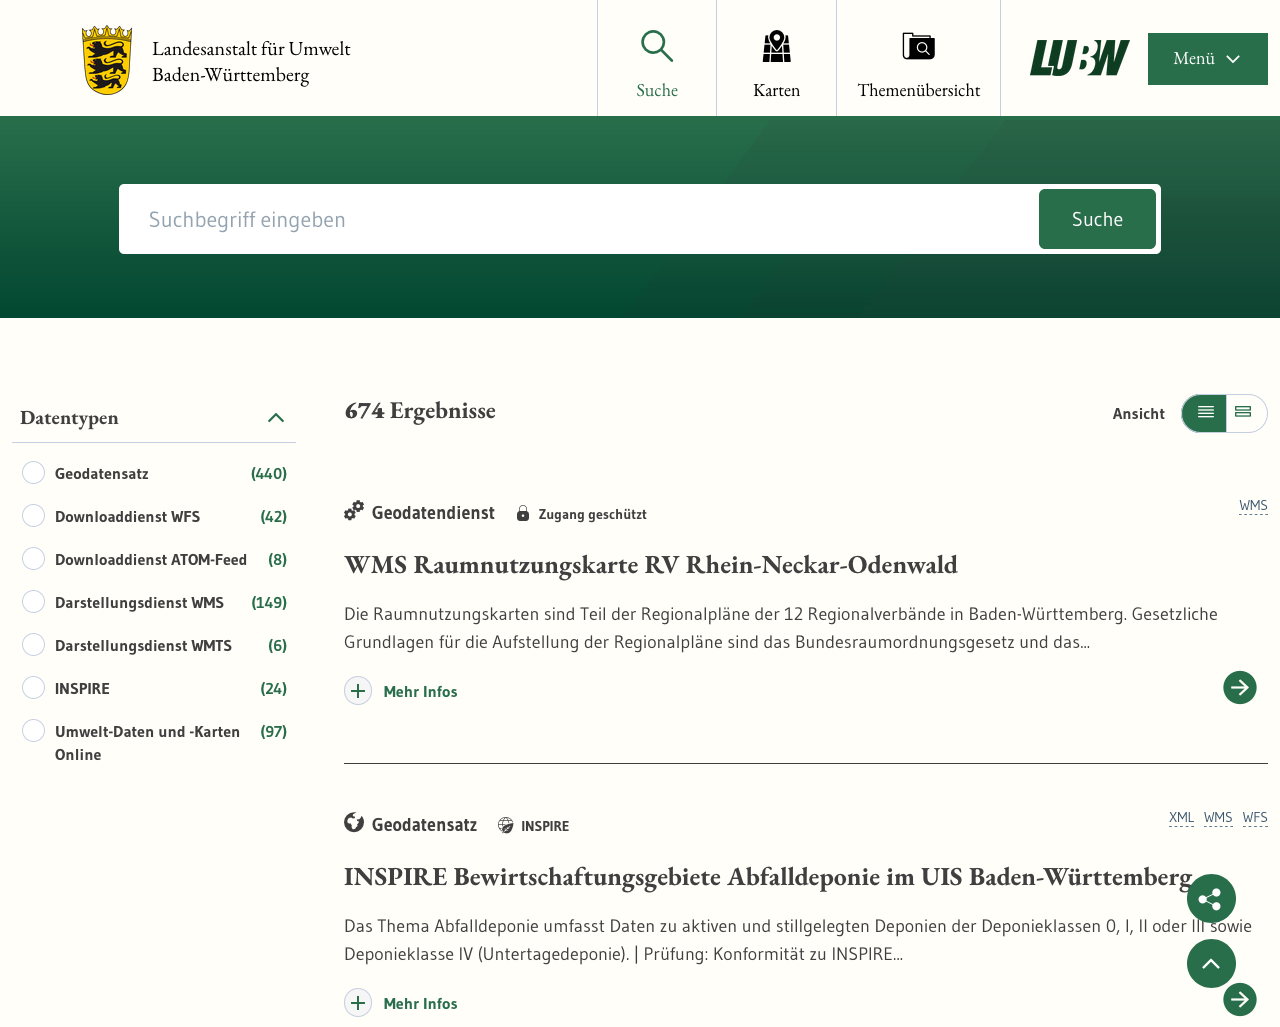 Landesanstalt für Umwelt
Baden-Württemberg
Suche
Karten
Themenübersicht
LUBW
Menü
Suchbegriff eingeben
Suche
Datentypen
Geodatensatz (440)
Downloaddienst WFS (42)
Downloaddienst ATOM-Feed (8)
Darstellungsdienst WMS (149)
Darstellungsdienst WMTS (6)
INSPIRE (24)
Umwelt-Daten und -Karten (97)
Online
674 Ergebnisse
Ansicht
Geodatendienst Zugang geschützt WMS
WMS Raumnutzungskarte RV Rhein-Neckar-Odenwald
Die Raumnutzungskarten sind Teil der Regionalpläne der 12 Regionalverbände in Baden-Württemberg. Gesetzliche
Grundlagen für die Aufstellung der Regionalpläne sind das Bundesraumordnungsgesetz und das...
Mehr Infos
Geodatensatz INSPIRE XML WMS WFS
INSPIRE Bewirtschaftungsgebiete Abfalldeponie im UIS Baden-Württemberg
Das Thema Abfalldeponie umfasst Daten zu aktiven und stillgelegten Deponien der Deponieklassen 0, I, II oder III sowie
Deponieklasse IV (Untertagedeponie). | Prüfung: Konformität zu INSPIRE...
Mehr Infos